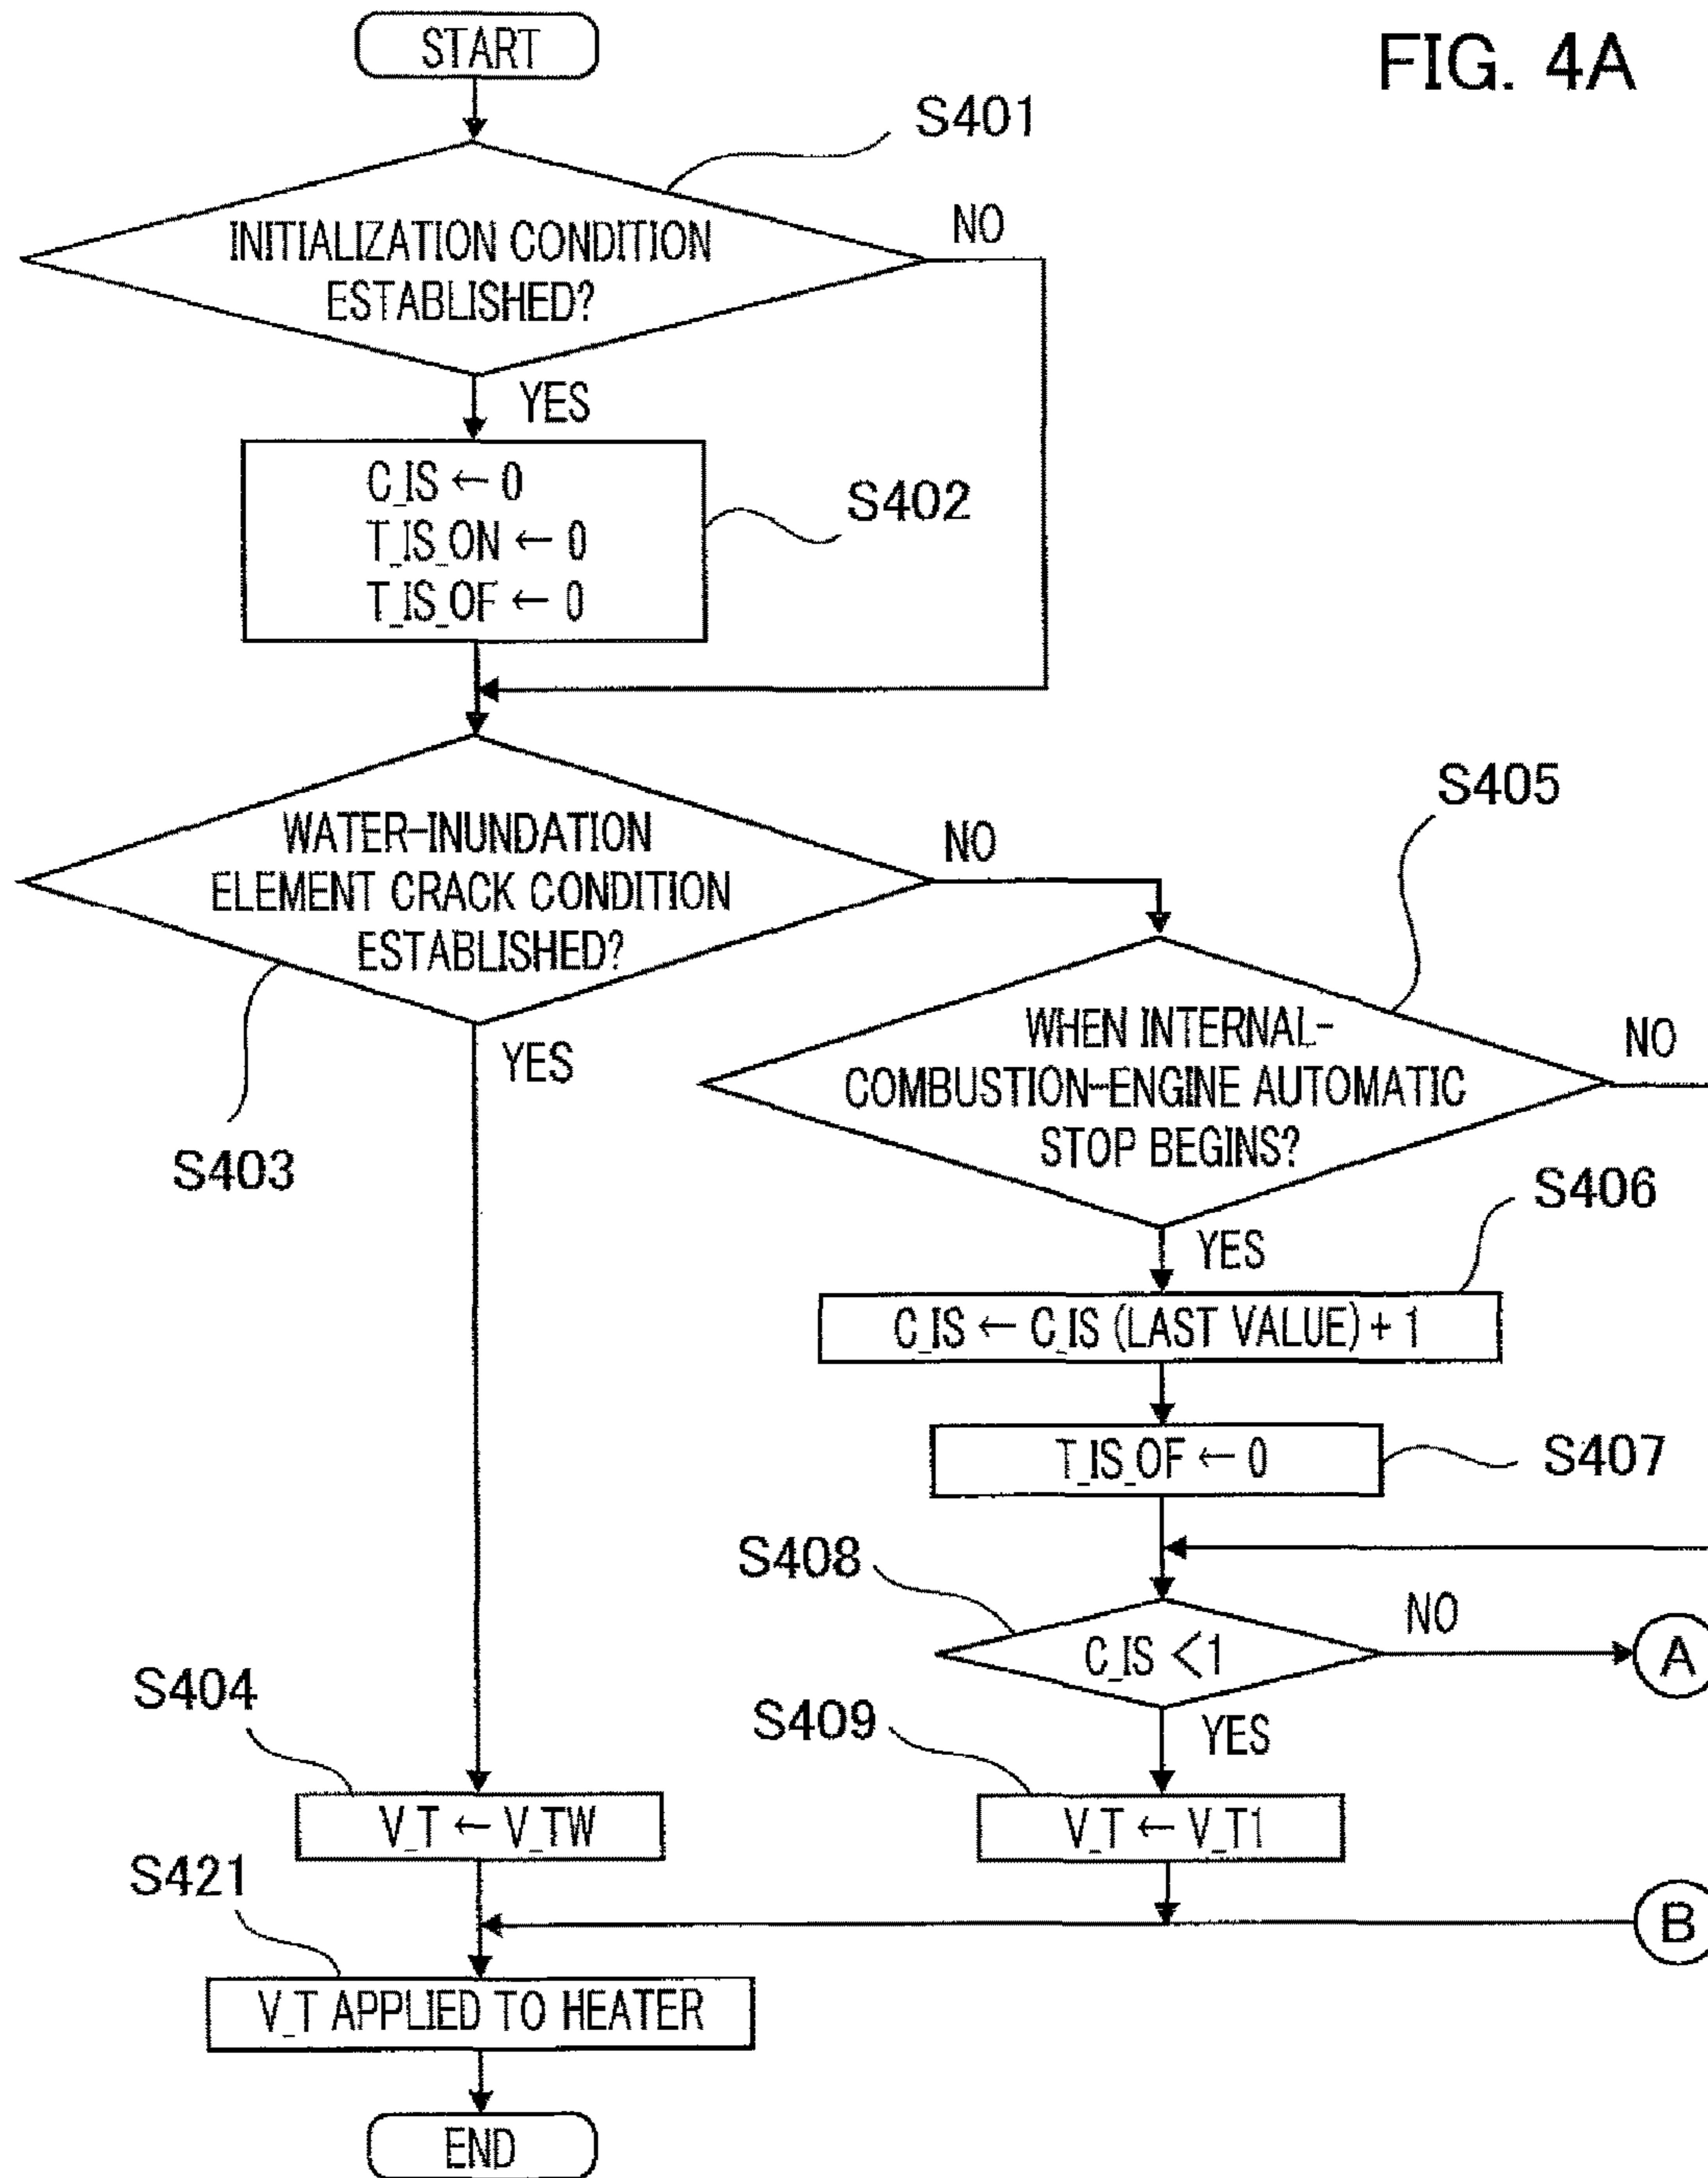 FIG. 4A
START
S401
INITIALIZATION CONDITION
ESTABLISHED?
NO
YES
C_IS ← 0
T_IS_ON ← 0
T_IS_OF ← 0
S402
WATER-INUNDATION
ELEMENT CRACK CONDITION
ESTABLISHED?
NO
YES
S403
S405
WHEN INTERNAL-
COMBUSTION-ENGINE AUTOMATIC
STOP BEGINS?
NO
YES
S406
C_IS ← C_IS (LAST VALUE) + 1
T_IS_OF ← 0
S407
S408
C_IS <1
NO
A
YES
S404
V_T ← V_TW
S409
V_T ← V_T1
B
S421
V_T APPLIED TO HEATER
END